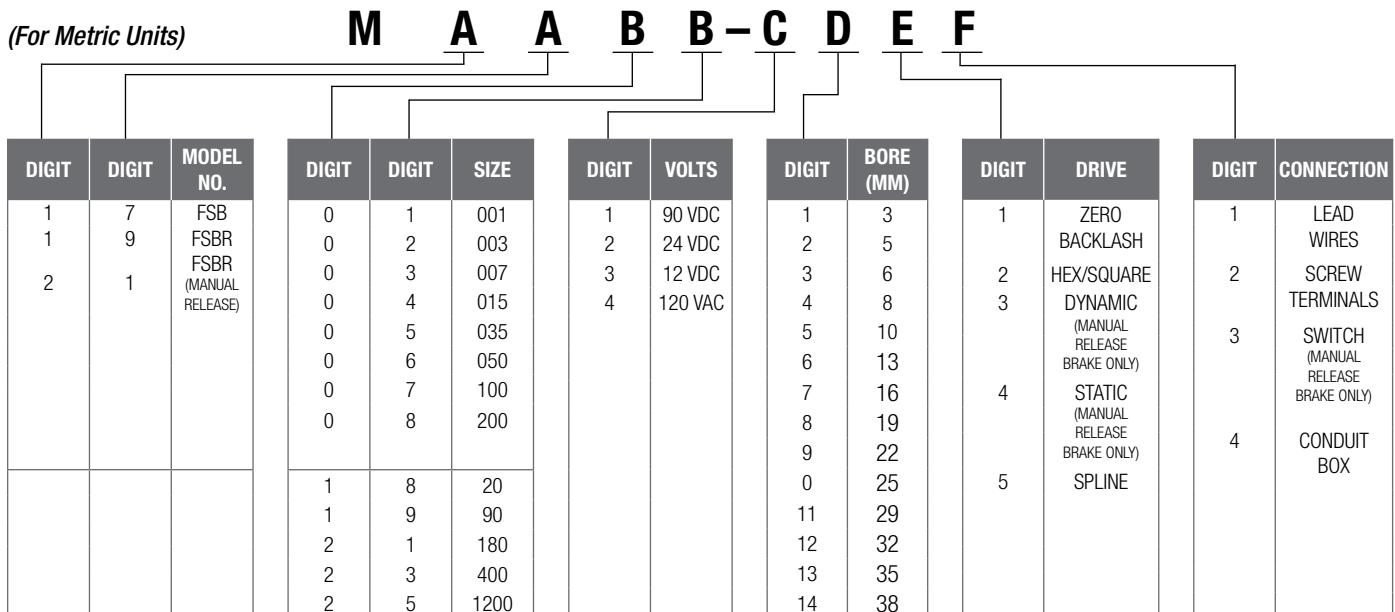 (For Metric Units) M A A B B – C D E F
DIGIT DIGIT MODEL NO.
1 7 FSB
1 9 FSBR
2 1 FSBR (MANUAL RELEASE)
DIGIT DIGIT SIZE
0 1 001
0 2 003
0 3 007
0 4 015
0 5 035
0 6 050
0 7 100
0 8 200
1 8 20
1 9 90
2 1 180
2 3 400
2 5 1200
DIGIT VOLTS
1 90 VDC
2 24 VDC
3 12 VDC
4 120 VAC
DIGIT BORE (MM)
1 3
2 5
3 6
4 8
5 10
6 13
7 16
8 19
9 22
0 25
11 29
12 32
13 35
14 38
DIGIT DRIVE
1 ZERO
BACKLASH
2 HEX/SQUARE
3 DYNAMIC
(MANUAL
RELEASE
BRAKE ONLY)
4 STATIC
(MANUAL
RELEASE
BRAKE ONLY)
5 SPLINE
DIGIT CONNECTION
1 LEAD
WIRES
2 SCREW
TERMINALS
3 SWITCH
(MANUAL
RELEASE
BRAKE ONLY)
4 CONDUIT
BOX